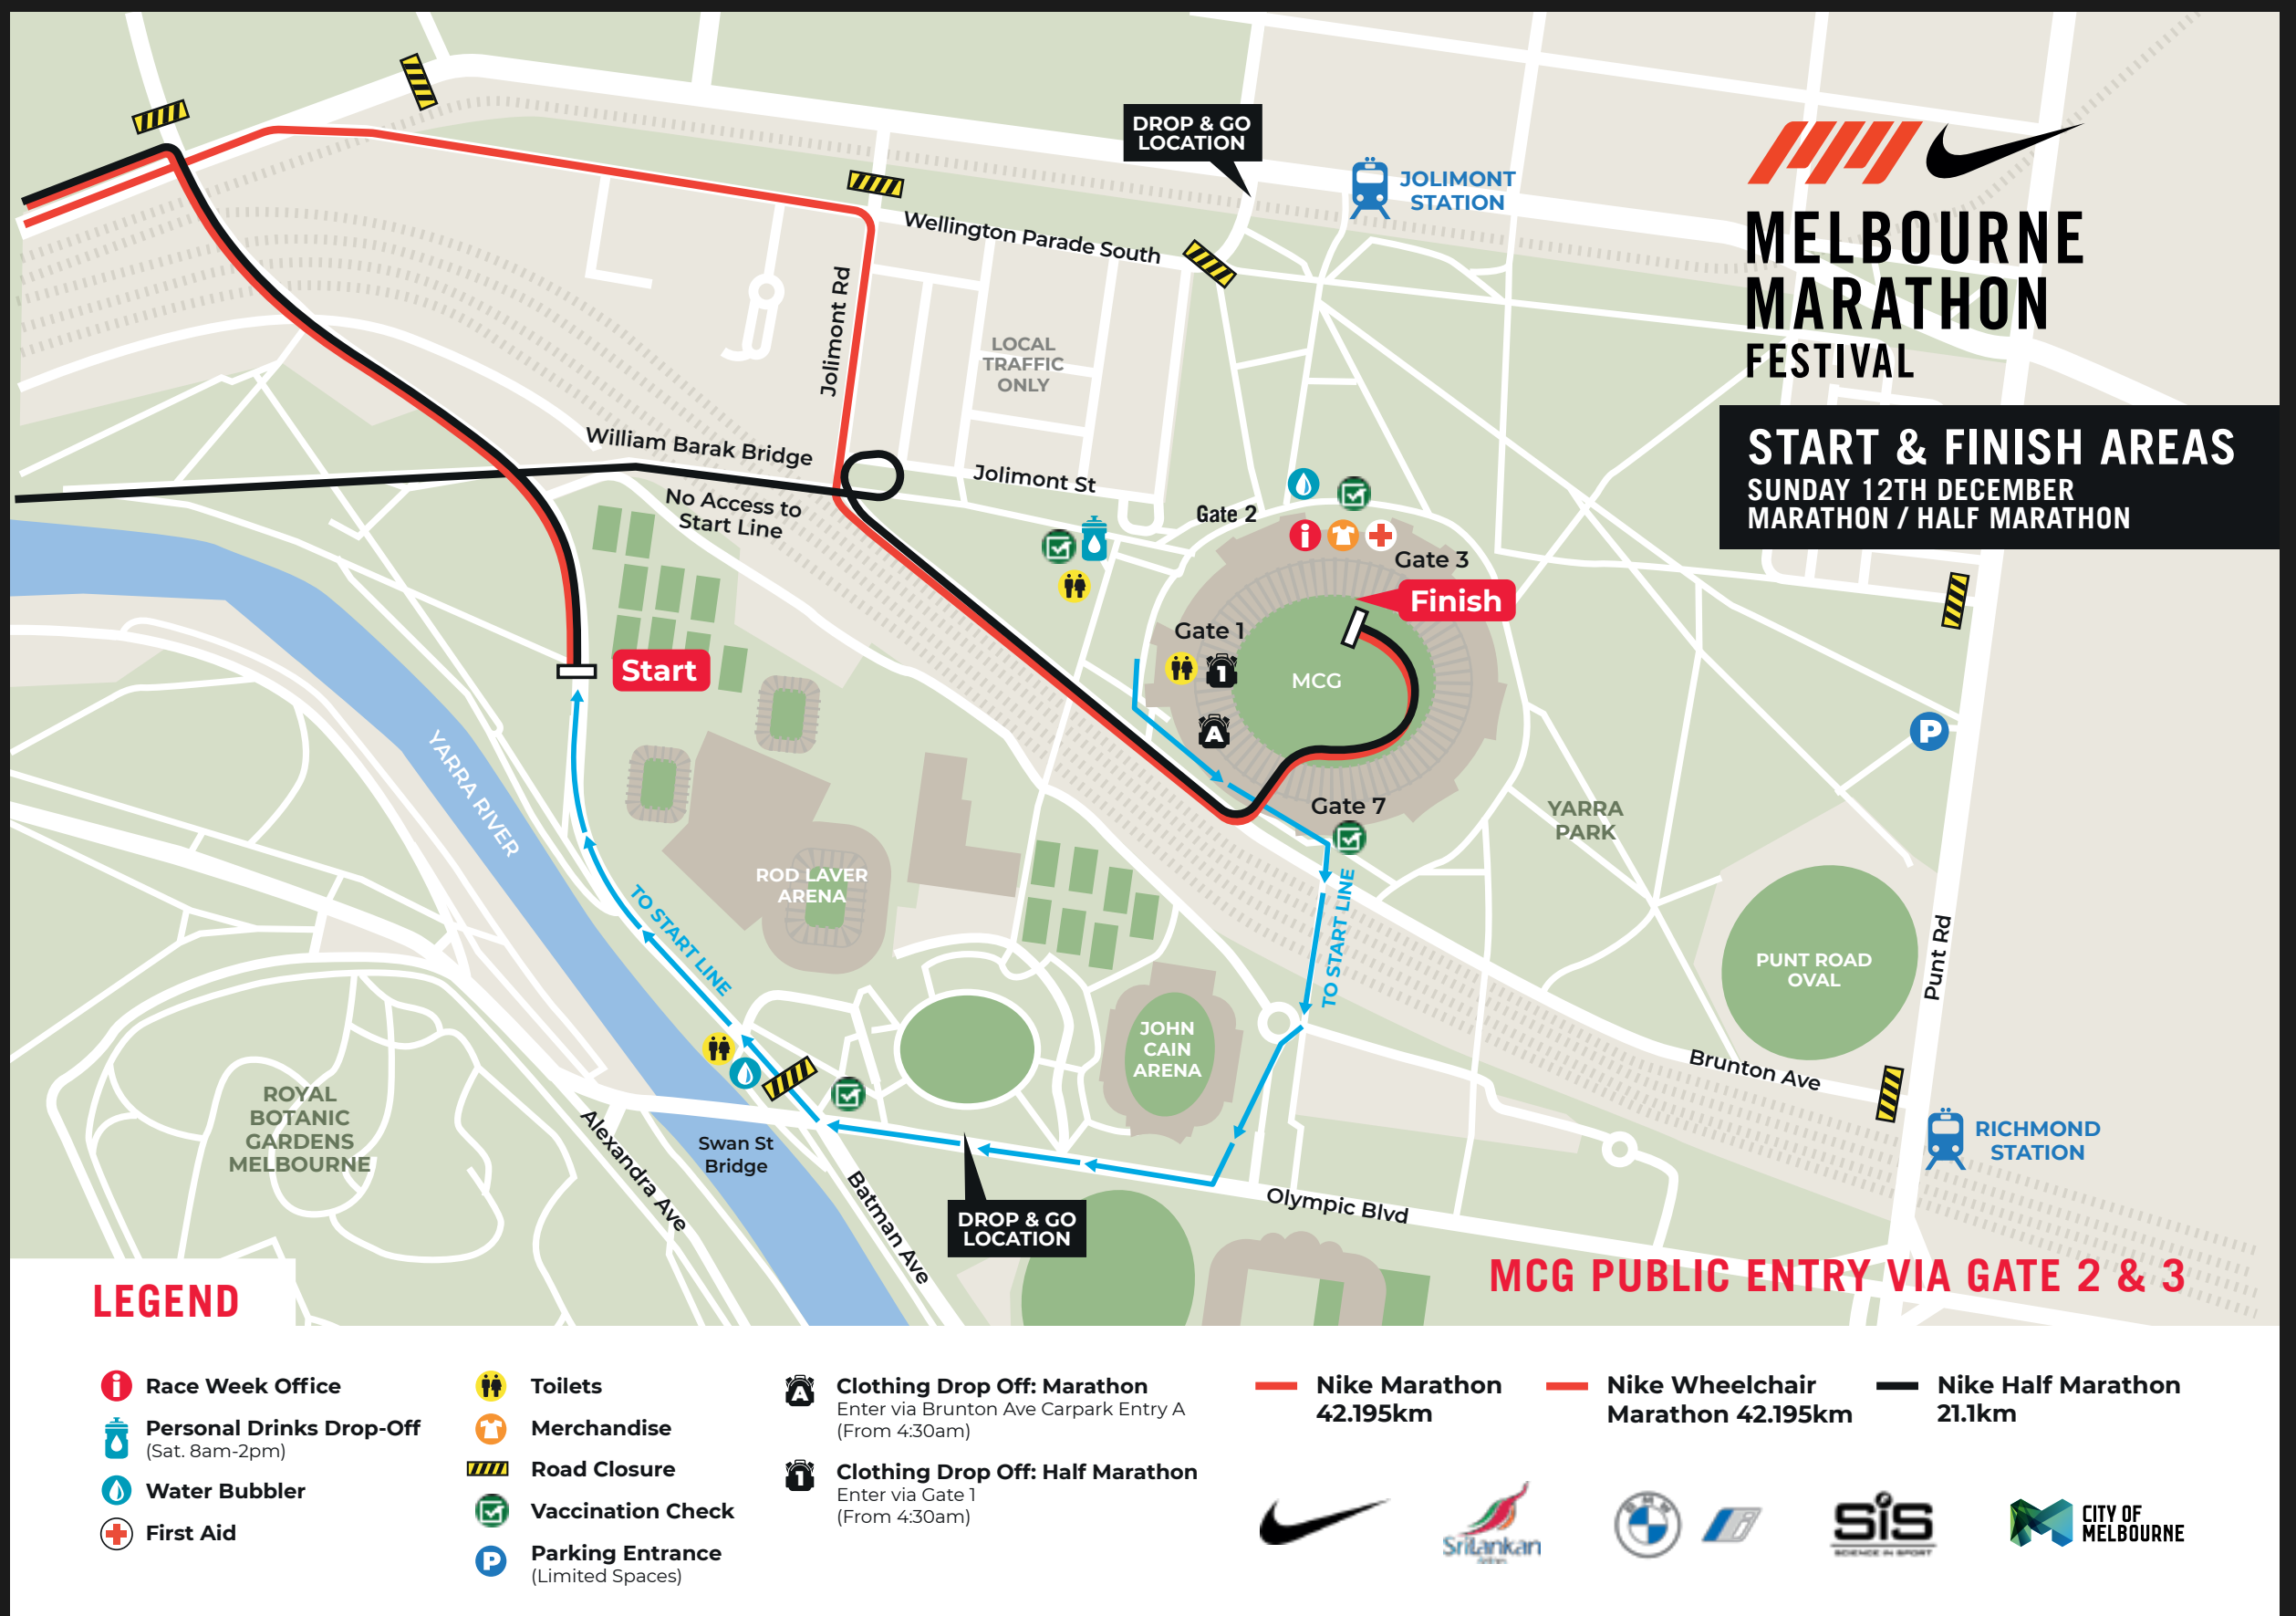 DROP & GO
LOCATION
JOLIMONT
STATION
MELBOURNE
MARATHON
FESTIVAL
START & FINISH AREAS
SUNDAY 12TH DECEMBER
MARATHON / HALF MARATHON
Wellington Parade South
Jolimont Rd
LOCAL
TRAFFIC
ONLY
William Barak Bridge
No Access to
Start Line
Jolimont St
Gate 2
Gate 3
Finish
Gate 1
1
MCG
A
Gate 7
Start
P
YARRA
PARK
YARRA RIVER
ROD LAVER
ARENA
TO START LINE
TO START LINE
PUNT ROAD
OVAL
Punt Rd
JOHN
CAIN
ARENA
Brunton Ave
ROYAL
BOTANIC
GARDENS
MELBOURNE
Alexandra Ave
Swan St
Bridge
Batman Ave
DROP & GO
LOCATION
Olympic Blvd
RICHMOND
STATION
MCG PUBLIC ENTRY VIA GATE 2 & 3
LEGEND
Race Week Office
Personal Drinks Drop-Off
(Sat. 8am-2pm)
Water Bubbler
First Aid
Toilets
Merchandise
Road Closure
Vaccination Check
P
Parking Entrance
(Limited Spaces)
A
Clothing Drop Off: Marathon
Enter via Brunton Ave Carpark Entry A
(From 4:30am)
1
Clothing Drop Off: Half Marathon
Enter via Gate 1
(From 4:30am)
Nike Marathon
42.195km
Nike Wheelchair
Marathon 42.195km
Nike Half Marathon
21.1km
SriLankan
BMW
i
SiS
SCIENCE IN SPORT
CITY OF
MELBOURNE